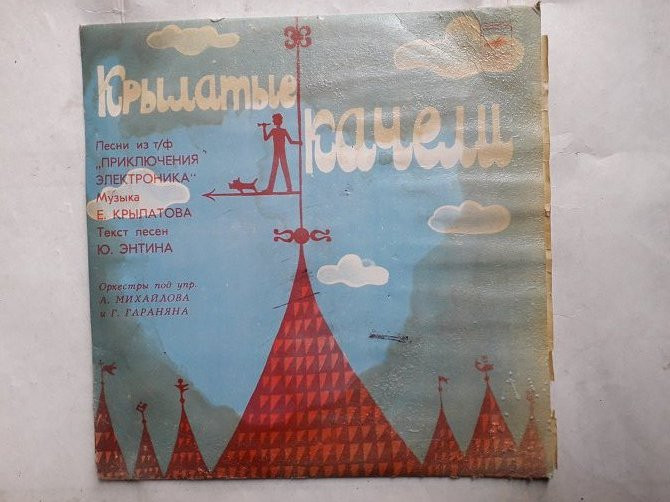 Крылатые
качели
Песни из т/ф
„ПРИКЛЮЧЕНИЯ
ЭЛЕКТРОНИКА"
Музыка
Е. КРЫЛАТОВА
Текст песен
Ю. ЭНТИНА
Оркестры под упр.
А. МИХАЙЛОВА
и Г. ГАРАНЯНА